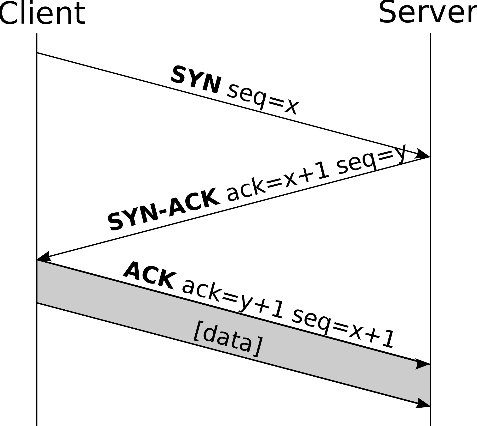 Client
Server
SYN seq=x
SYN-ACK ack=x+1 seq=y
ACK ack=y+1 seq=x+1
[data]